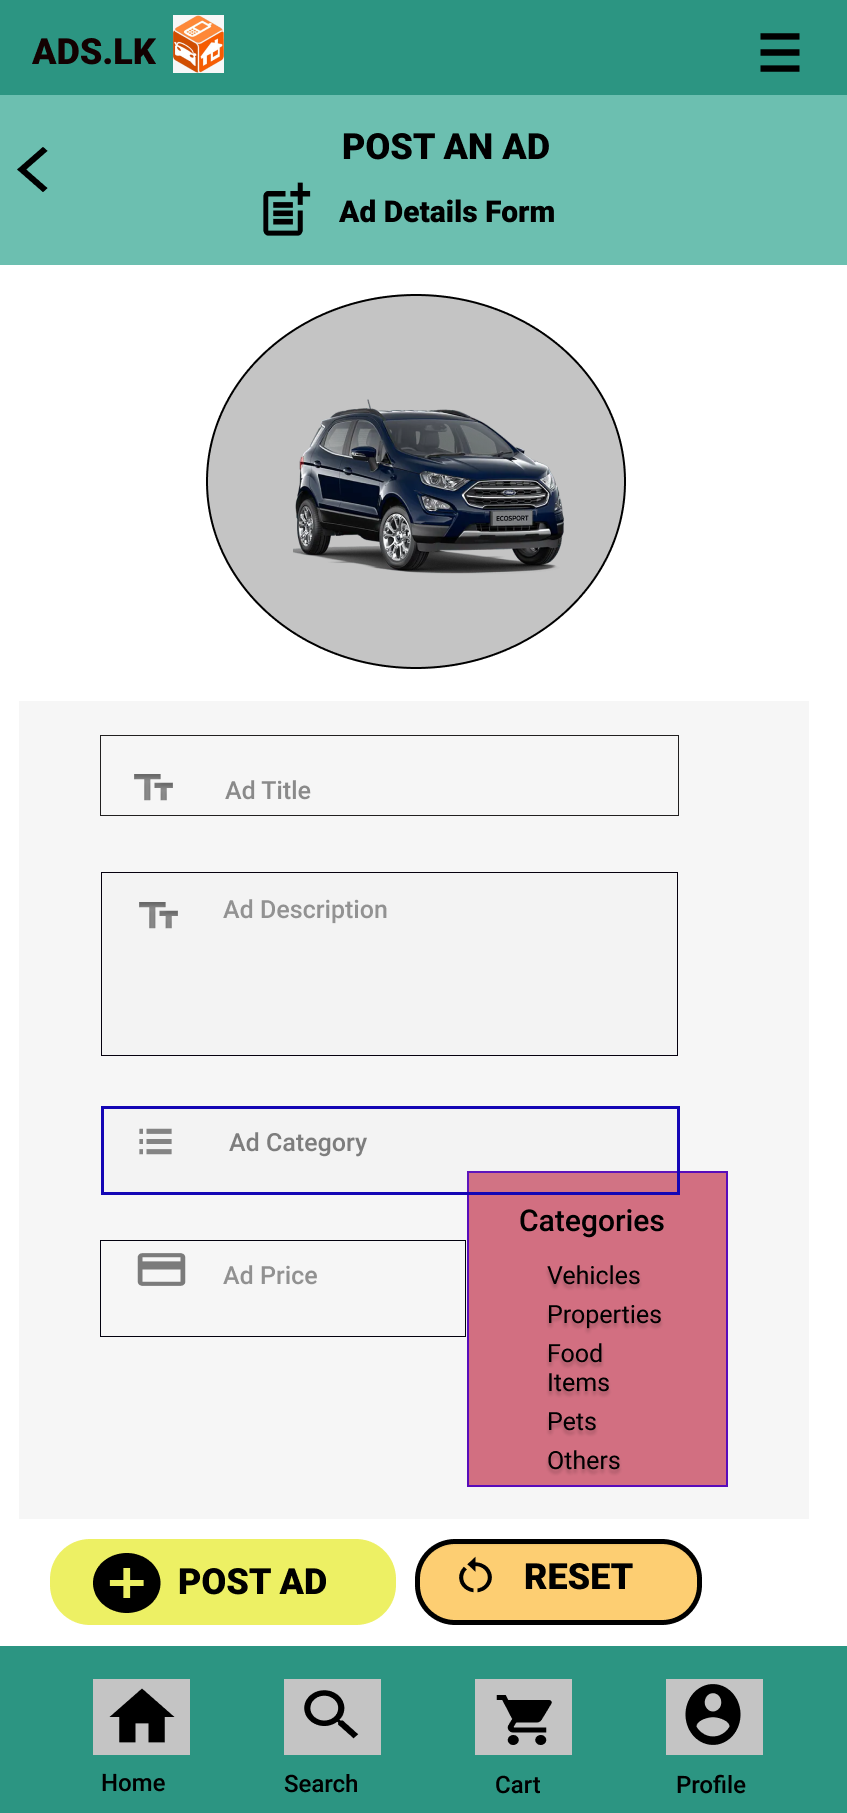 ADS.LK
POST AN AD
Ad Details Form
ECOSPORT
Ad Title
Ad Description
Ad Category
Categories
Vehicles
Properties
Food
Items
Pets
Others
Ad Price
POST AD
RESET
Home
Search
Cart
Profile